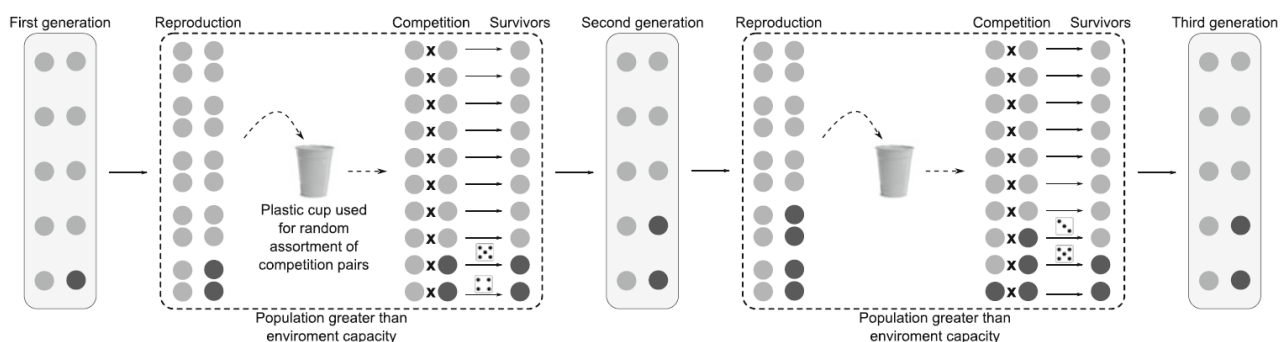 First generation
Reproduction
Competition
Survivors
Second generation
Reproduction
Competition
Survivors
Third generation
x
x
x
x
x
x
x
x
x
x
Plastic cup used
for random
assortment of
competition pairs
Population greater than
enviroment capacity
x
x
x
x
x
x
x
x
x
x
Population greater than
enviroment capacity